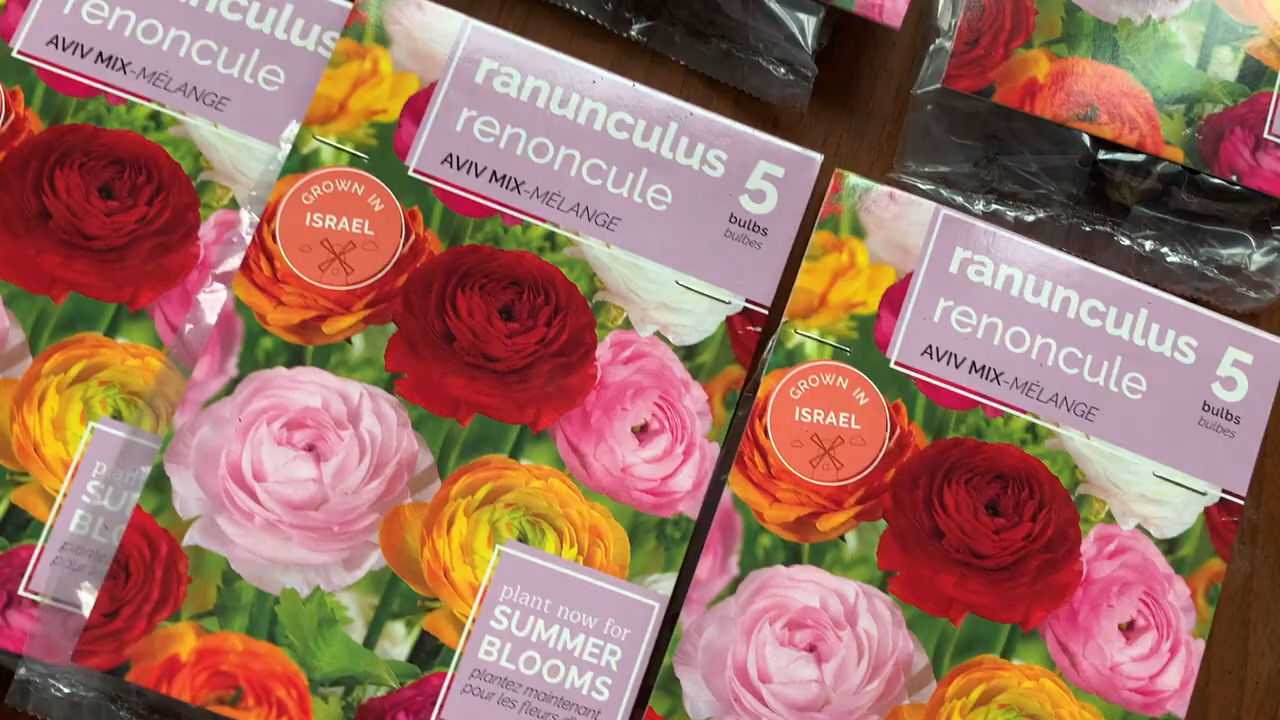 ranunculus
renoncule
AVIV MIX-MÉLANGE
ranunculus
renoncule
AVIV MIX-MÉLANGE
5
bulbs
bulbes
GROWN IN
ISRAEL
plant now for
SUMMER
BLOOMS
plantez maintenant
pour les fleurs
ranunculus
renoncule
AVIV MIX-MÉLANGE
5
bulbs
bulbes
GROWN IN
ISRAEL